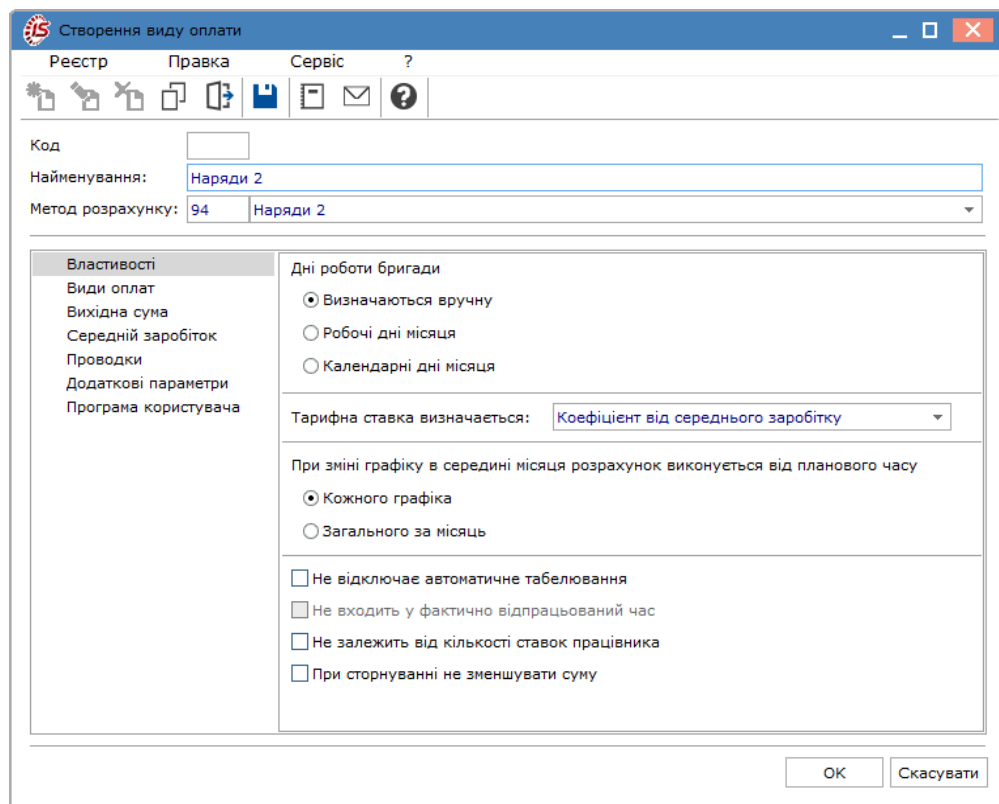 Створення виду оплати
Реєстр Правка Сервіс ?
Код
Найменування: Наряди 2
Метод розрахунку: 94 Наряди 2
Властивості
Види оплат
Вихідна сума
Середній заробіток
Проводки
Додаткові параметри
Програма користувача
Дні роботи бригади
Визначаються вручну
Робочі дні місяця
Календарні дні місяця
Тарифна ставка визначається: Коефіцієнт від середнього заробітку
При зміні графіку в середині місяця розрахунок виконується від планового часу
Кожного графіка
Загального за місяць
Не відключає автоматичне табелювання
Не входить у фактично відпрацьований час
Не залежить від кількості ставок працівника
При сторнуванні не зменшувати суму
ОК Скасувати